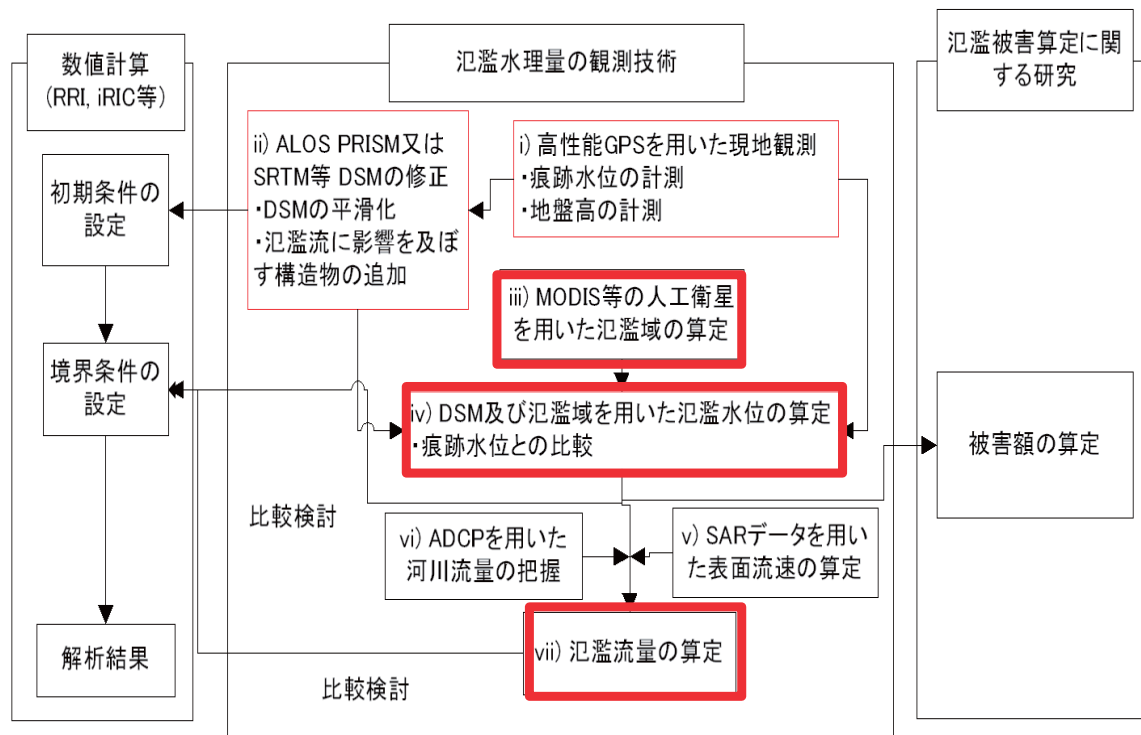 数値計算
(RRI, iRIC等)
初期条件の
設定
境界条件の
設定
解析結果
氾濫水理量の観測技術
ii) ALOS PRISM又は
SRTM等 DSMの修正
・DSMの平滑化
・氾濫流に影響を及ぼ
す構造物の追加
i) 高性能GPSを用いた現地観測
・痕跡水位の計測
・地盤高の計測
iii) MODIS等の人工衛星
を用いた氾濫域の算定
iv) DSM及び氾濫域を用いた氾濫水位の算定
・痕跡水位との比較
比較検討
vi) ADCPを用いた
河川流量の把握
v) SARデータを用い
た表面流速の算定
vii) 氾濫流量の算定
比較検討
氾濫被害算定に関
する研究
被害額の算定